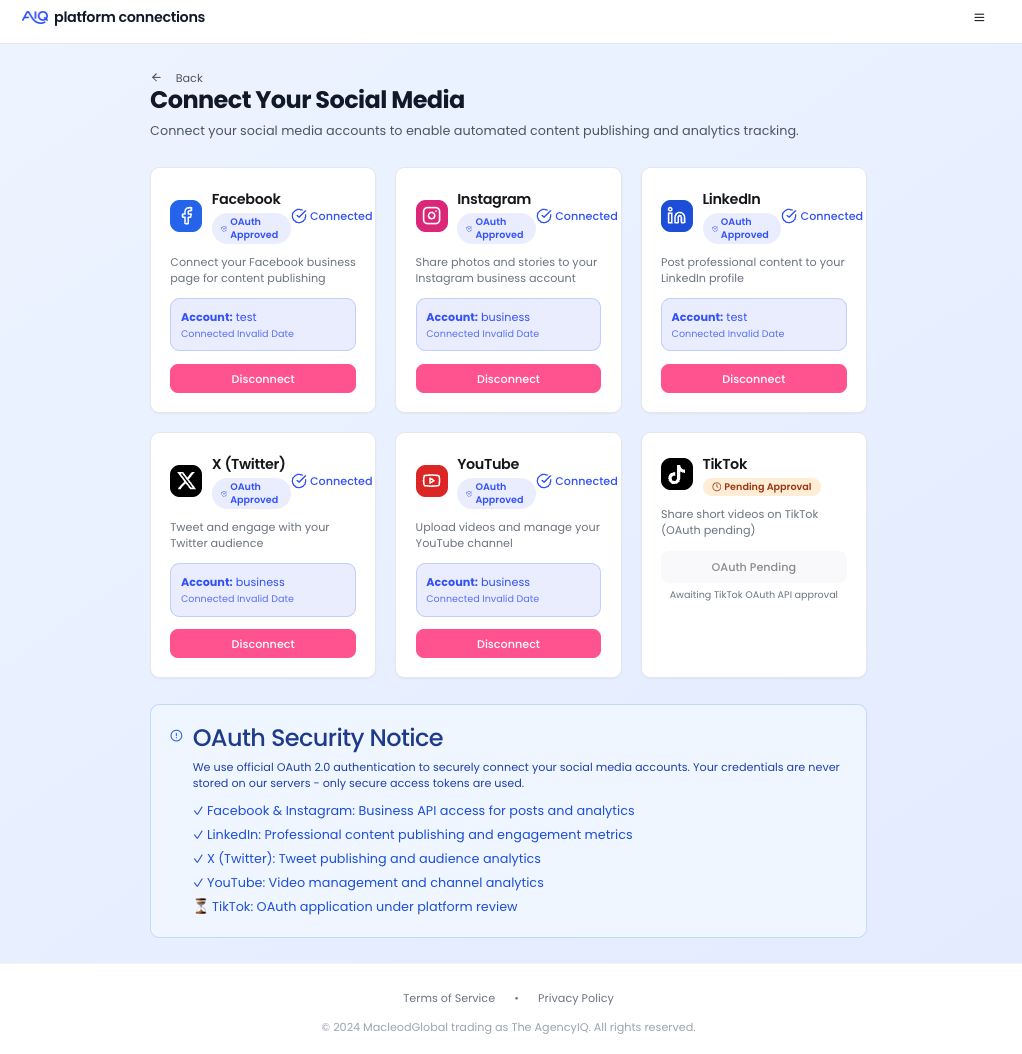 AIQ platform connections
Back
Connect Your Social Media
Connect your social media accounts to enable automated content publishing and analytics tracking.
Facebook
OAuth
Approved
Connected
Connect your Facebook business
page for content publishing
Account: test
Connected Invalid Date
Disconnect
Instagram
OAuth
Approved
Connected
Share photos and stories to your
Instagram business account
Account: business
Connected Invalid Date
Disconnect
LinkedIn
OAuth
Approved
Connected
Post professional content to your
LinkedIn profile
Account: test
Connected Invalid Date
Disconnect
X (Twitter)
OAuth
Approved
Connected
Tweet and engage with your
Twitter audience
Account: business
Connected Invalid Date
Disconnect
YouTube
OAuth
Approved
Connected
Upload videos and manage your
YouTube channel
Account: business
Connected Invalid Date
Disconnect
TikTok
Pending Approval
Share short videos on TikTok
(OAuth pending)
OAuth Pending
Awaiting TikTok OAuth API approval
OAuth Security Notice
We use official OAuth 2.0 authentication to securely connect your social media accounts. Your credentials are never
stored on our servers - only secure access tokens are used.
✓ Facebook & Instagram: Business API access for posts and analytics
✓ LinkedIn: Professional content publishing and engagement metrics
✓ X (Twitter): Tweet publishing and audience analytics
✓ YouTube: Video management and channel analytics
⏳ TikTok: OAuth application under platform review
Terms of Service • Privacy Policy
© 2024 MacleodGlobal trading as The AgencyIQ. All rights reserved.